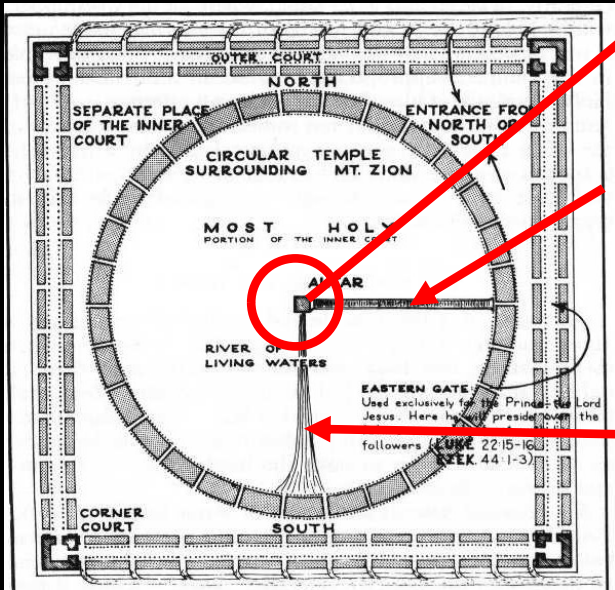 OUTER COURT
NORTH
SEPARATE PLACE
OF THE INNER
COURT
ENTRANCE FROM
NORTH OR
SOUTH
CIRCULAR TEMPLE
SURROUNDING MT. ZION
MOST HOLY
PORTION OF THE INNER COURT
ALTAR
RIVER OF
LIVING WATERS
EASTERN GATE:
Used exclusively for the Prince the Lord
Jesus. Here he will preside over the
followers (LUKE 22:15-16
EZEK. 44:1-3)
CORNER
COURT
SOUTH